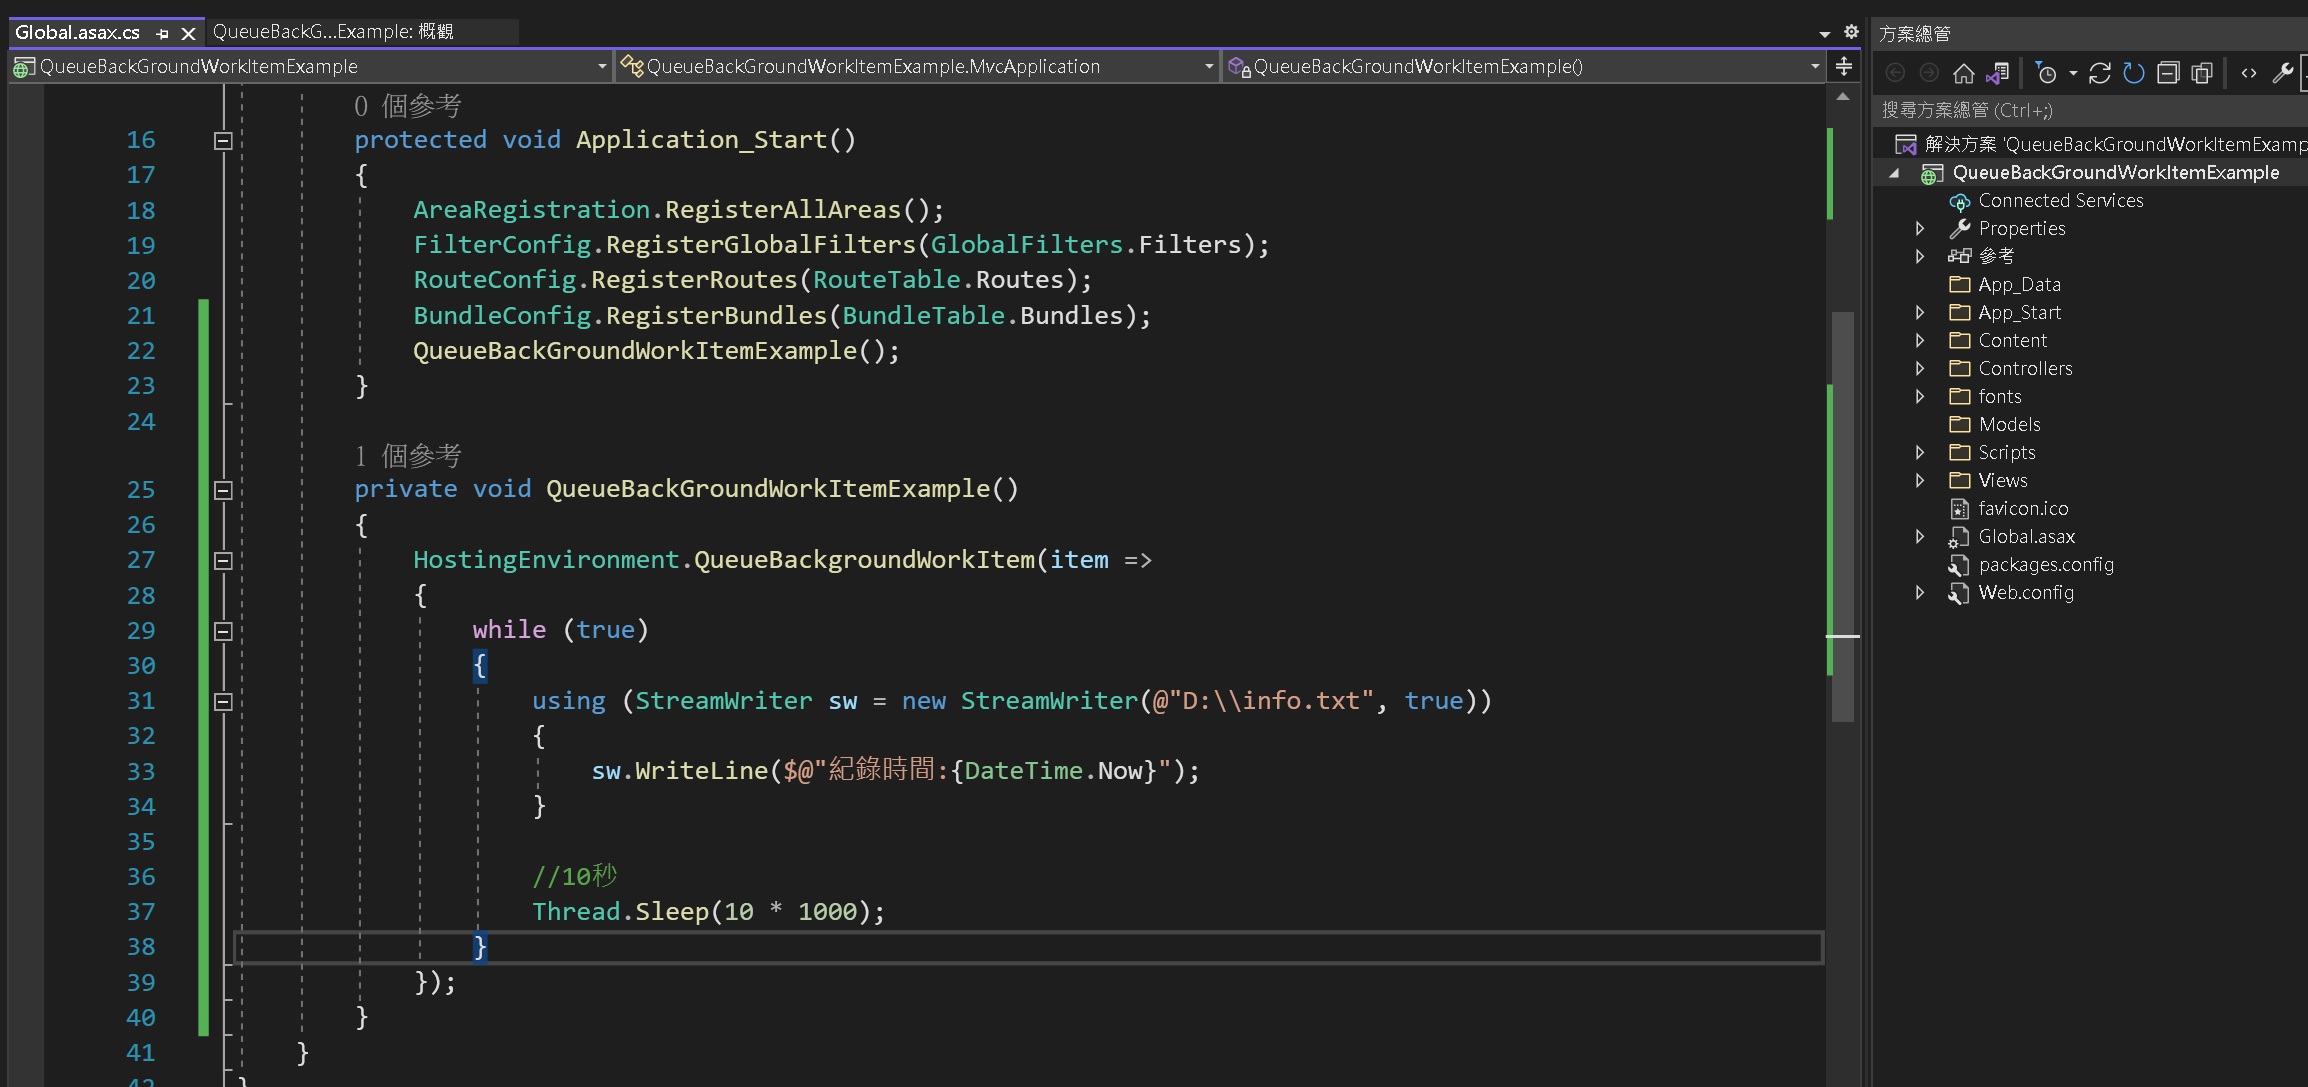 Global.asax.cs
QueueBackG...Example: 概觀
QueueBackGroundWorkItemExample
QueueBackGroundWorkItemExample.MvcApplication
QueueBackGroundWorkItemExample()
0 個參考
16 protected void Application_Start()
17 {
18 AreaRegistration.RegisterAllAreas();
19 FilterConfig.RegisterGlobalFilters(GlobalFilters.Filters);
20 RouteConfig.RegisterRoutes(RouteTable.Routes);
21 BundleConfig.RegisterBundles(BundleTable.Bundles);
22 QueueBackGroundWorkItemExample();
23 }
24
1 個參考
25 private void QueueBackGroundWorkItemExample()
26 {
27 HostingEnvironment.QueueBackgroundWorkItem(item =>
28 {
29 while (true)
30 {
31 using (StreamWriter sw = new StreamWriter(@"D:\\info.txt", true))
32 {
33 sw.WriteLine($@"紀錄時間:{DateTime.Now}");
34 }
35
36 //10秒
37 Thread.Sleep(10 * 1000);
38 }
39 });
40 }
41 }
42 }
方案總管
搜尋方案總管 (Ctrl+;)
解決方案 'QueueBackGroundWorkItemExamp
QueueBackGroundWorkItemExample
Connected Services
Properties
參考
App_Data
App_Start
Content
Controllers
fonts
Models
Scripts
Views
favicon.ico
Global.asax
packages.config
Web.config